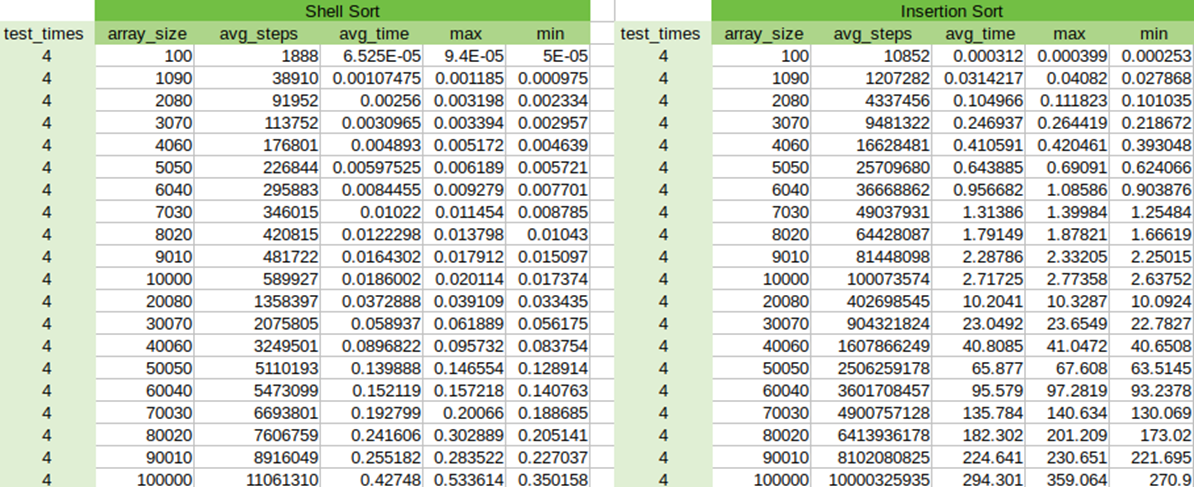 Shell Sort Insertion Sort
test_times array_size avg_steps avg_time max min test_times array_size avg_steps avg_time max min
4 100 1888 6.525E-05 9.4E-05 5E-05 4 100 10852 0.000312 0.000399 0.000253
4 1090 38910 0.00107475 0.001185 0.000975 4 1090 1207282 0.0314217 0.04082 0.027868
4 2080 91952 0.00256 0.003198 0.002334 4 2080 4337456 0.104966 0.111823 0.101035
4 3070 113752 0.0030965 0.003394 0.002957 4 3070 9481322 0.246937 0.264419 0.218672
4 4060 176801 0.004893 0.005172 0.004639 4 4060 16628481 0.410591 0.420461 0.393048
4 5050 226844 0.00597525 0.006189 0.005721 4 5050 25709680 0.643885 0.69091 0.624066
4 6040 295883 0.0084455 0.009279 0.007701 4 6040 36668862 0.956682 1.08586 0.903876
4 7030 346015 0.01022 0.011454 0.008785 4 7030 49037931 1.31386 1.39984 1.25484
4 8020 420815 0.0122298 0.013798 0.01043 4 8020 64428087 1.79149 1.87821 1.66619
4 9010 481722 0.0164302 0.017912 0.015097 4 9010 81448098 2.28786 2.33205 2.25015
4 10000 589927 0.0186002 0.020114 0.017374 4 10000 100073574 2.71725 2.77358 2.63752
4 20080 1358397 0.0372888 0.039109 0.033435 4 20080 402698545 10.2041 10.3287 10.0924
4 30070 2075805 0.058937 0.061889 0.056175 4 30070 904321824 23.0492 23.6549 22.7827
4 40060 3249501 0.0896822 0.095732 0.083754 4 40060 1607866249 40.8085 41.0472 40.6508
4 50050 5110193 0.139888 0.146554 0.128914 4 50050 2506259178 65.877 67.608 63.5145
4 60040 5473099 0.152119 0.157218 0.140763 4 60040 3601708457 95.579 97.2819 93.2378
4 70030 6693801 0.192799 0.20066 0.188685 4 70030 4900757128 135.784 140.634 130.069
4 80020 7606759 0.241606 0.302889 0.205141 4 80020 6413936178 182.302 201.209 173.02
4 90010 8916049 0.255182 0.283522 0.227037 4 90010 8102080825 224.641 230.651 221.695
4 100000 11061310 0.42748 0.533614 0.350158 4 100000 10000325935 294.301 359.064 270.9